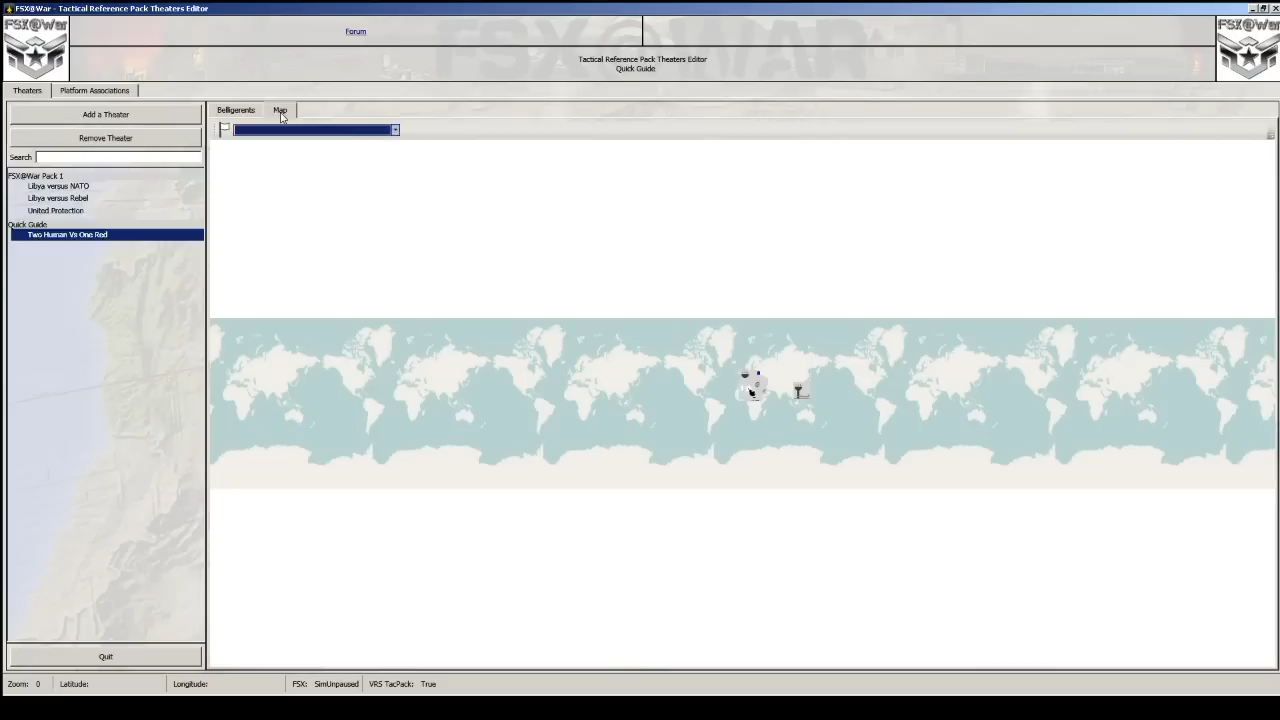 FSX@War - Tactical Reference Pack Theaters Editor
FSX@War
Forum
FSX@War
Tactical Reference Pack Theaters Editor
Quick Guide
Theaters
Platform Associations
Add a Theater
Belligerents
Map
Remove Theater
Search
FSX@War Pack 1
Libya versus NATO
Libya versus Rebel
United Protection
Quick Guide
Two Human Vs One Red
Quit
Zoom: 0
Latitude:
Longitude:
FSX: SimUnpaused
VRS TacPack: True